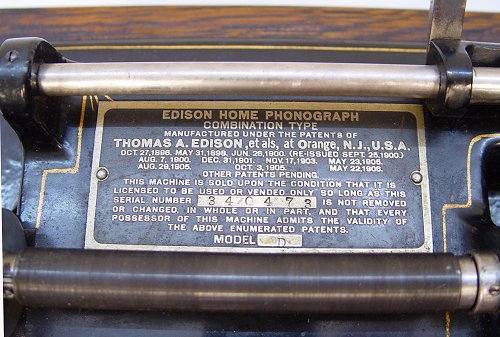 EDISON HOME PHONOGRAPH
COMBINATION TYPE
MANUFACTURED UNDER THE PATENTS OF
THOMAS A. EDISON, et als, at Orange, N.J., U.S.A.
OCT. 27, 1896. MAY 31, 1898. JUN. 26, 1900. (RE-ISSUED SEPT. 25, 1900.)
AUG. 7, 1900. DEC. 31, 1901. NOV. 17, 1903. MAY 23, 1905.
AUG. 29, 1905. OCT. 3, 1905. MAY 22, 1906.
OTHER PATENTS PENDING.
THIS MACHINE IS SOLD UPON THE CONDITION THAT IT IS
LICENSED TO BE USED OR VENDED ONLY SO LONG AS THIS
SERIAL NUMBER 340473 IS NOT REMOVED
OR CHANGED, IN WHOLE OR IN PART, AND THAT EVERY
POSSESSOR OF THIS MACHINE ADMITS THE VALIDITY OF
THE ABOVE ENUMERATED PATENTS.
MODEL D